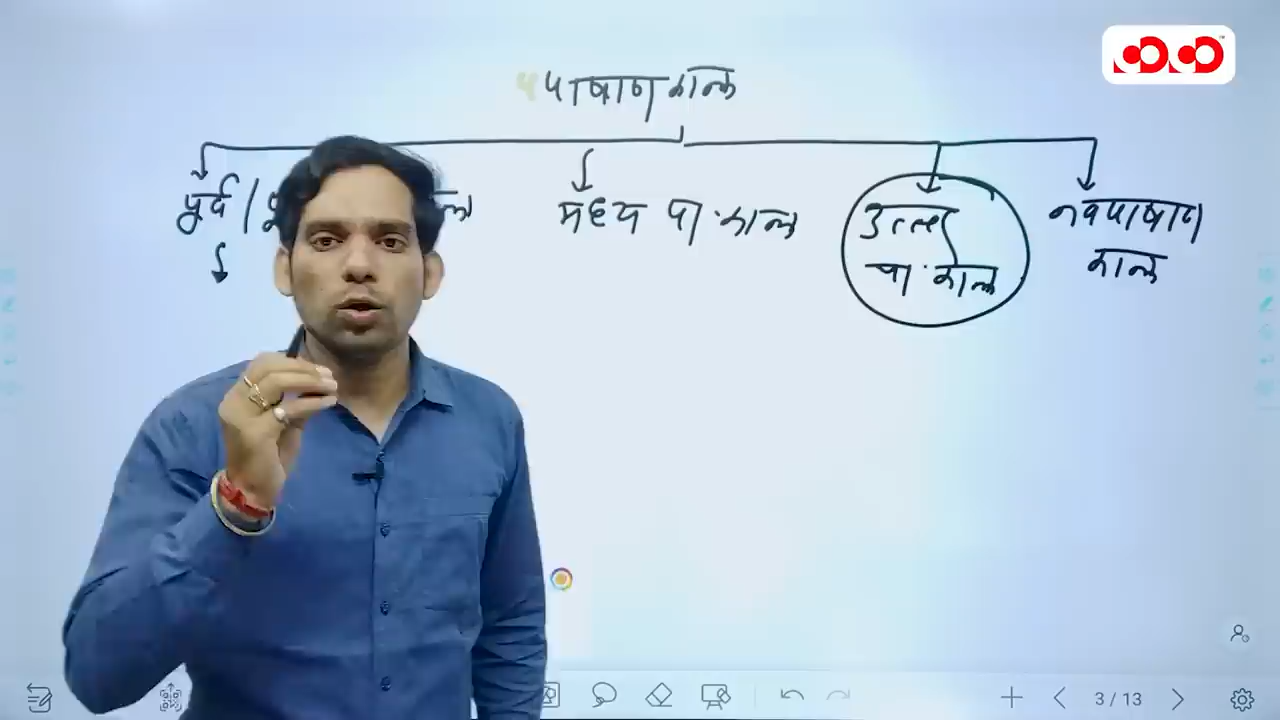 पाषाण काल
पूर्व /
मध्य पा. काल
उत्तर
पा. काल
नवपाषाण
काल
3 / 13